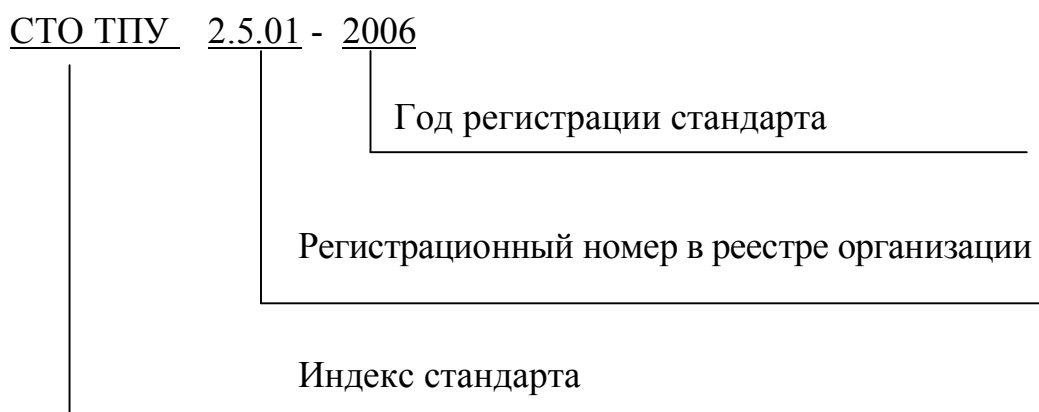 СТО ТПУ 2.5.01 - 2006
Год регистрации стандарта
Регистрационный номер в реестре организации
Индекс стандарта